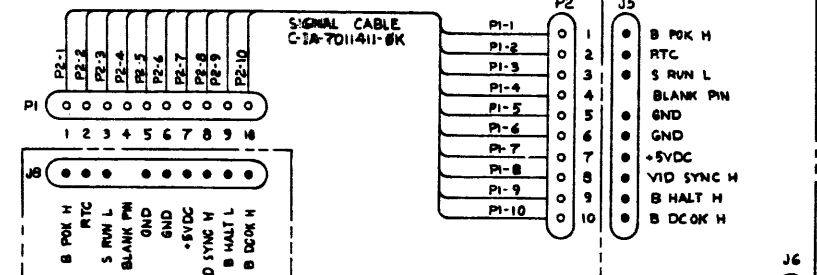 P2 J5
SIGNAL CABLE
C-IA-7011411-0K
P2-1 P2-2 P2-3 P2-4 P2-5 P2-6 P2-7 P2-8 P2-9 P2-10
P1
1 2 3 4 5 6 7 8 9 10
J8
B POK H
RTC
S RUN L
BLANK PIN
GND
GND
+5VDC
VID SYNC H
B HALT L
B DCOK H
P1-1 1 B POK H
P1-2 2 RTC
P1-3 3 S RUN L
P1-4 4 BLANK PIN
P1-5 5 GND
P1-6 6 GND
P1-7 7 +5VDC
P1-8 8 VID SYNC H
P1-9 9 B HALT H
P1-10 10 B DCOK H
J6